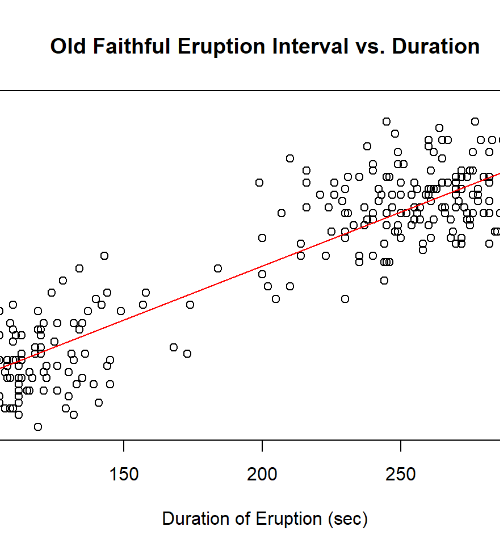 Old Faithful Eruption Interval vs. Duration
150 200 250
Duration of Eruption (sec)